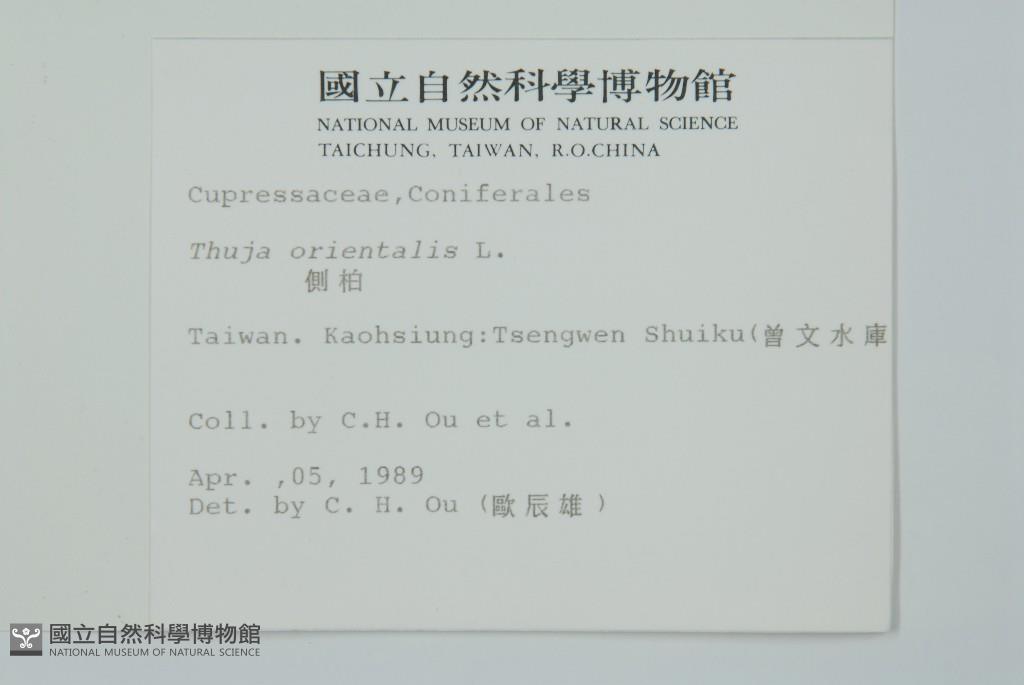 國立自然科學博物館
NATIONAL MUSEUM OF NATURAL SCIENCE
TAICHUNG, TAIWAN, R.O.CHINA
Cupressaceae,Coniferales
Thuja orientalis L.
側柏
Taiwan. Kaohsiung:Tsengwen Shuiku(曾文水庫
Coll. by C.H. Ou et al.
Apr. ,05, 1989
Det. by C. H. Ou (歐辰雄)
國立自然科學博物館
NATIONAL MUSEUM OF NATURAL SCIENCE